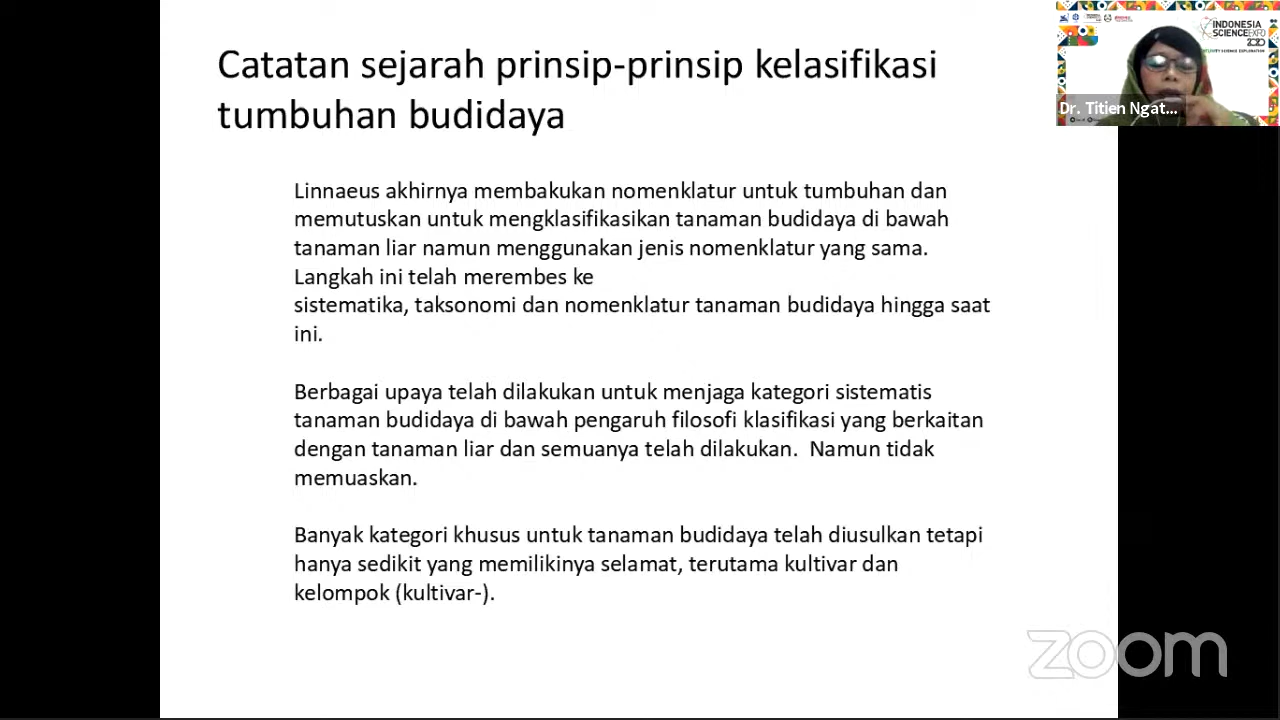 Catatan sejarah prinsip-prinsip kelasifikasi
tumbuhan budidaya
Linnaeus akhirnya membakukan nomenklatur untuk tumbuhan dan
memutuskan untuk mengklasifikasikan tanaman budidaya di bawah
tanaman liar namun menggunakan jenis nomenklatur yang sama.
Langkah ini telah merembes ke
sistematika, taksonomi dan nomenklatur tanaman budidaya hingga saat
ini.
Berbagai upaya telah dilakukan untuk menjaga kategori sistematis
tanaman budidaya di bawah pengaruh filosofi klasifikasi yang berkaitan
dengan tanaman liar dan semuanya telah dilakukan.  Namun tidak
memuaskan.
Banyak kategori khusus untuk tanaman budidaya telah diusulkan tetapi
hanya sedikit yang memilikinya selamat, terutama kultivar dan
kelompok (kultivar-).
INDONESIA
SCIENCE EXPO
2020
SCIENCE EXPLORATION
Dr. Titien Ngat...
zoom